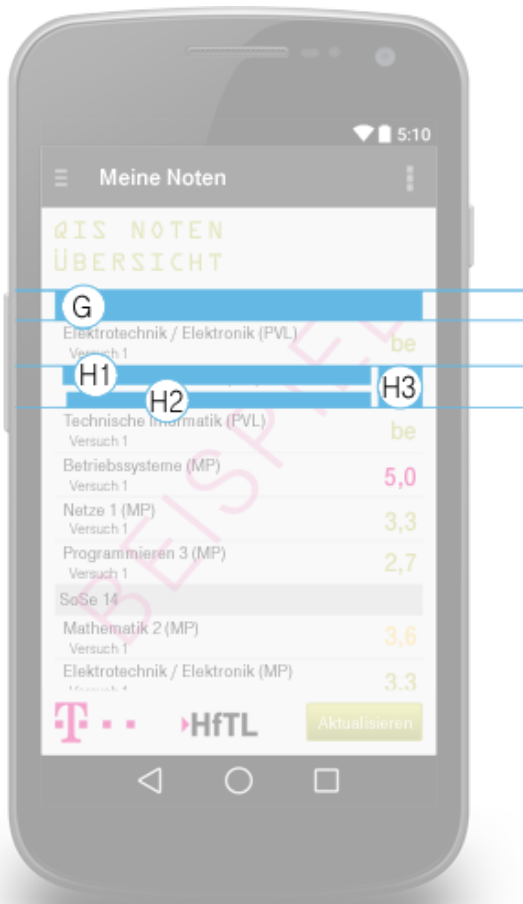 5:10
Meine Noten
QIS NOTEN
ÜBERSICHT
G
Elektrotechnik / Elektronik (PVL)
Versuch 1
be
H1
H2
H3
Technische Informatik (PVL)
Versuch 1
be
Betriebssysteme (MP)
Versuch 1
5,0
Netze 1 (MP)
Versuch 1
3,3
Programmieren 3 (MP)
Versuch 1
2,7
SoSe 14
Mathematik 2 (MP)
Versuch 1
3,6
Elektrotechnik / Elektronik (MP)
3.3
BEISPIEL
T
HfTL
Aktualisieren